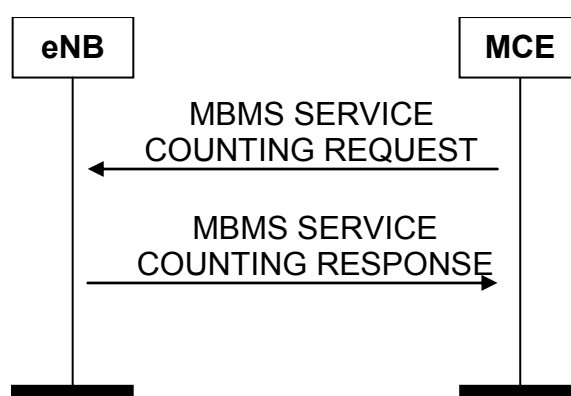 eNB
MCE
MBMS SERVICE
COUNTING REQUEST
MBMS SERVICE
COUNTING RESPONSE